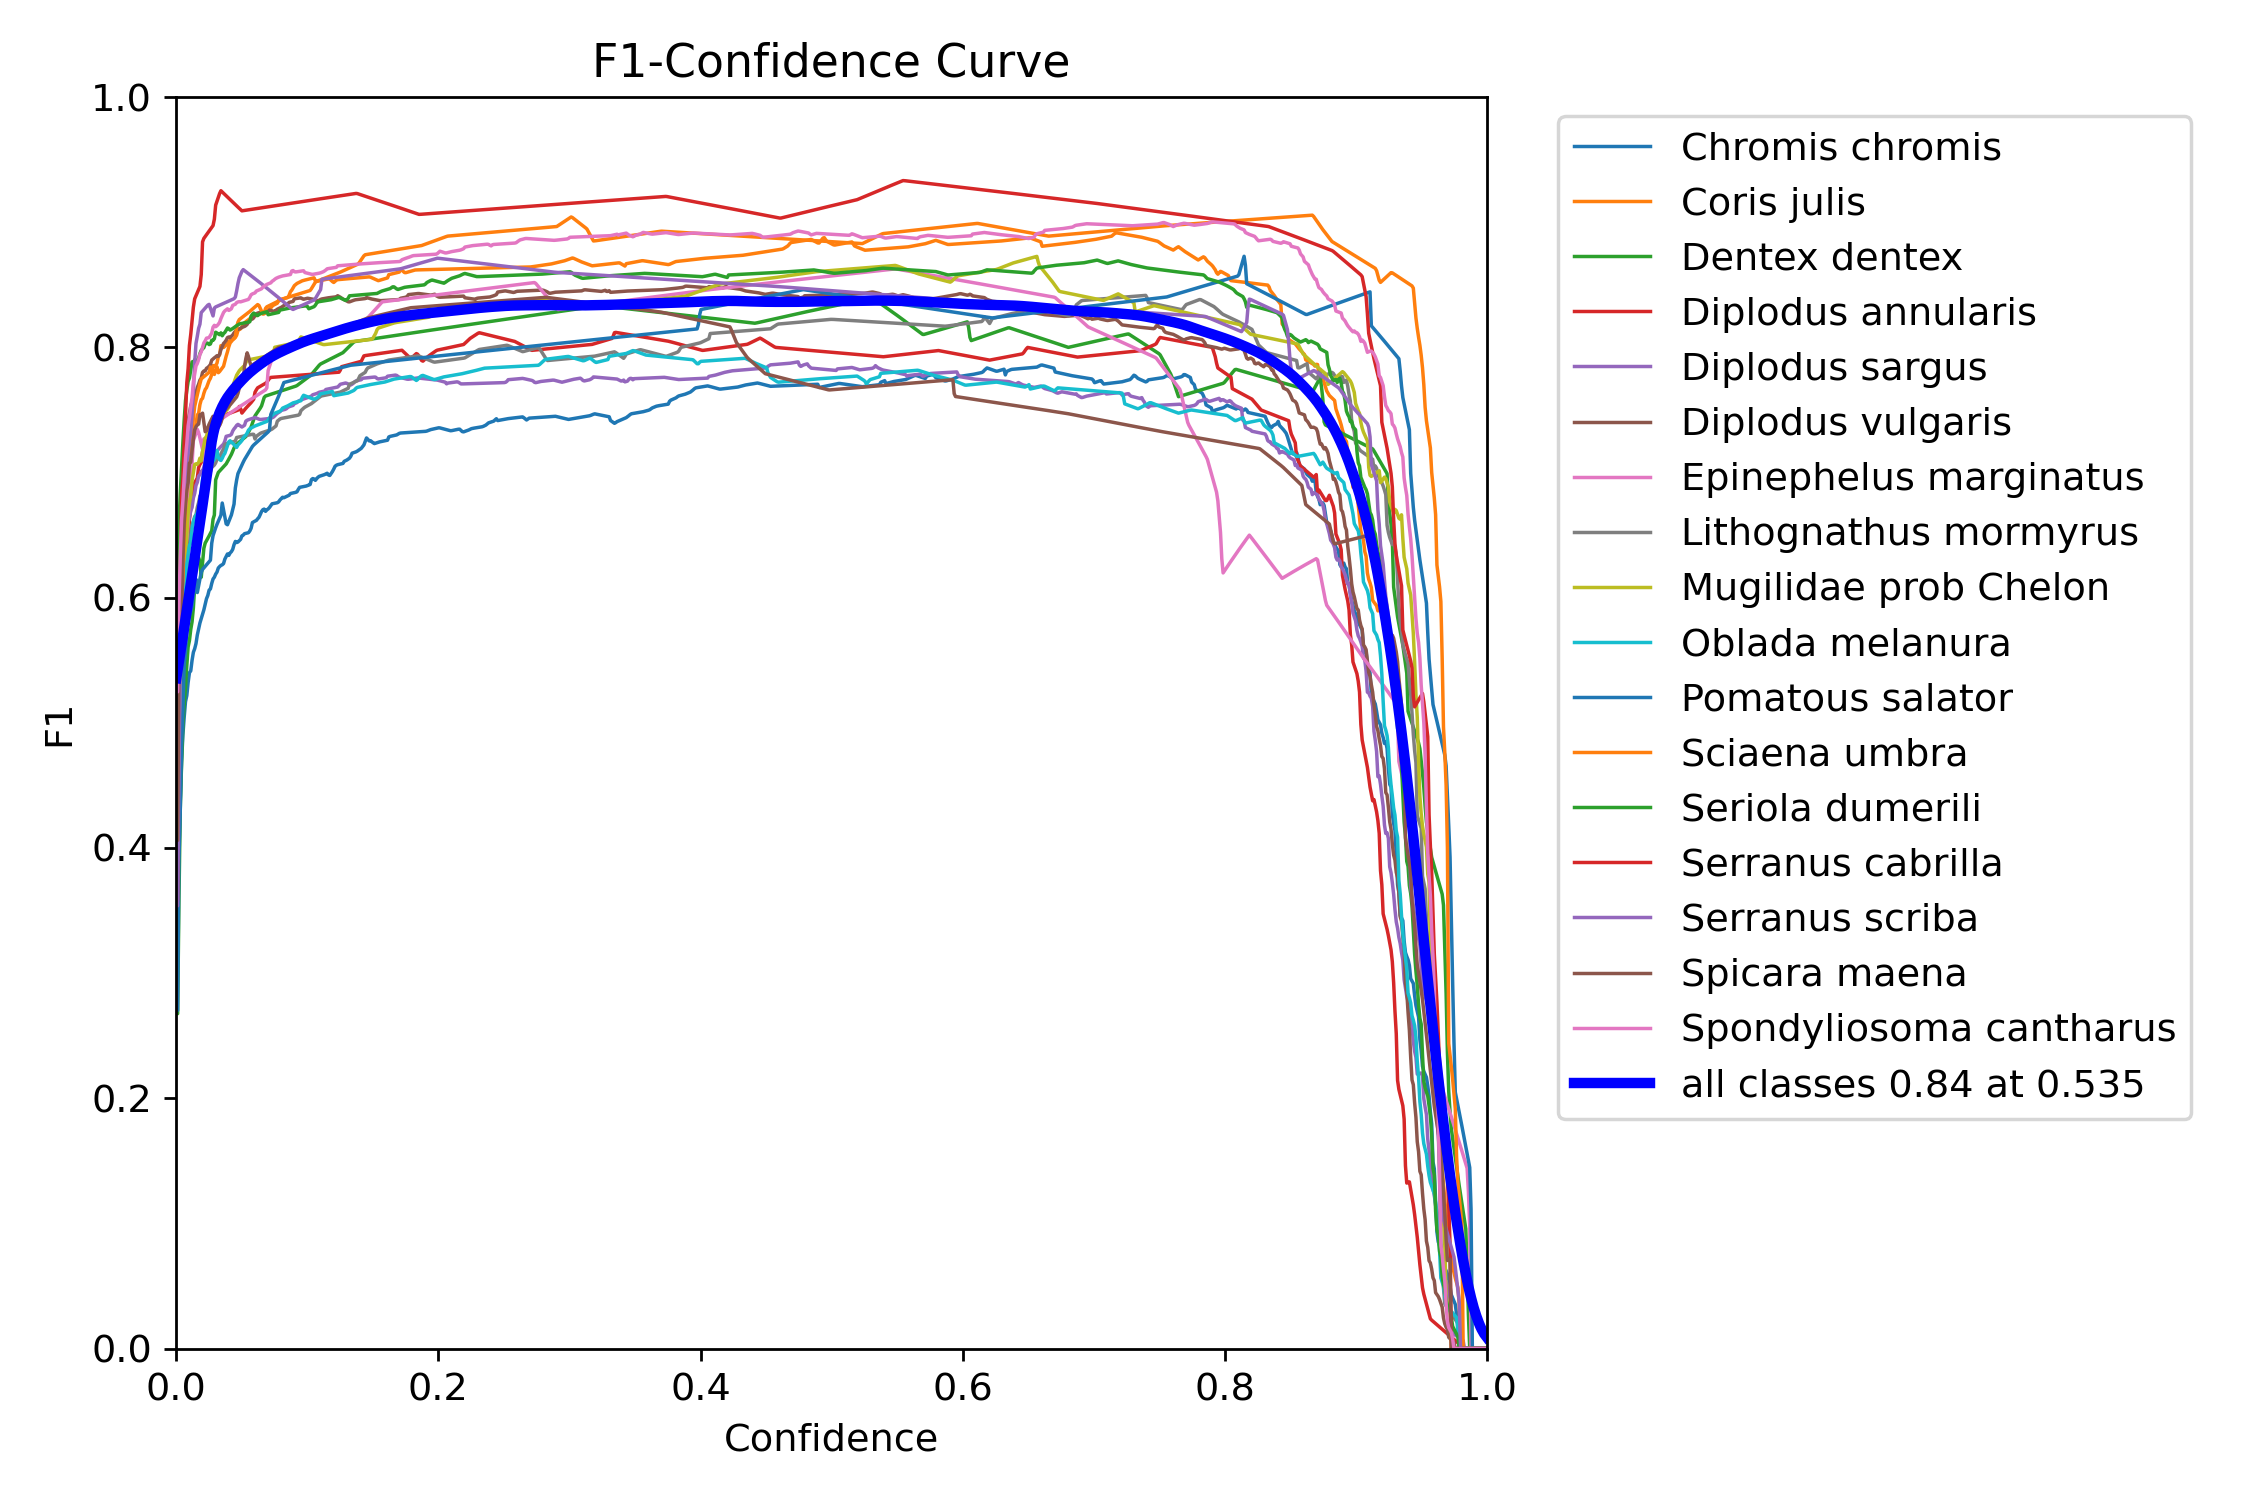 F1-Confidence Curve
1.0
0.8
0.6
0.4
0.2
0.0
F1
0.0 0.2 0.4 0.6 0.8 1.0
Confidence
Chromis chromis
Coris julis
Dentex dentex
Diplodus annularis
Diplodus sargus
Diplodus vulgaris
Epinephelus marginatus
Lithognathus mormyrus
Mugilidae prob Chelon
Oblada melanura
Pomatous salator
Sciaena umbra
Seriola dumerili
Serranus cabrilla
Serranus scriba
Spicara maena
Spondyliosoma cantharus
all classes 0.84 at 0.535